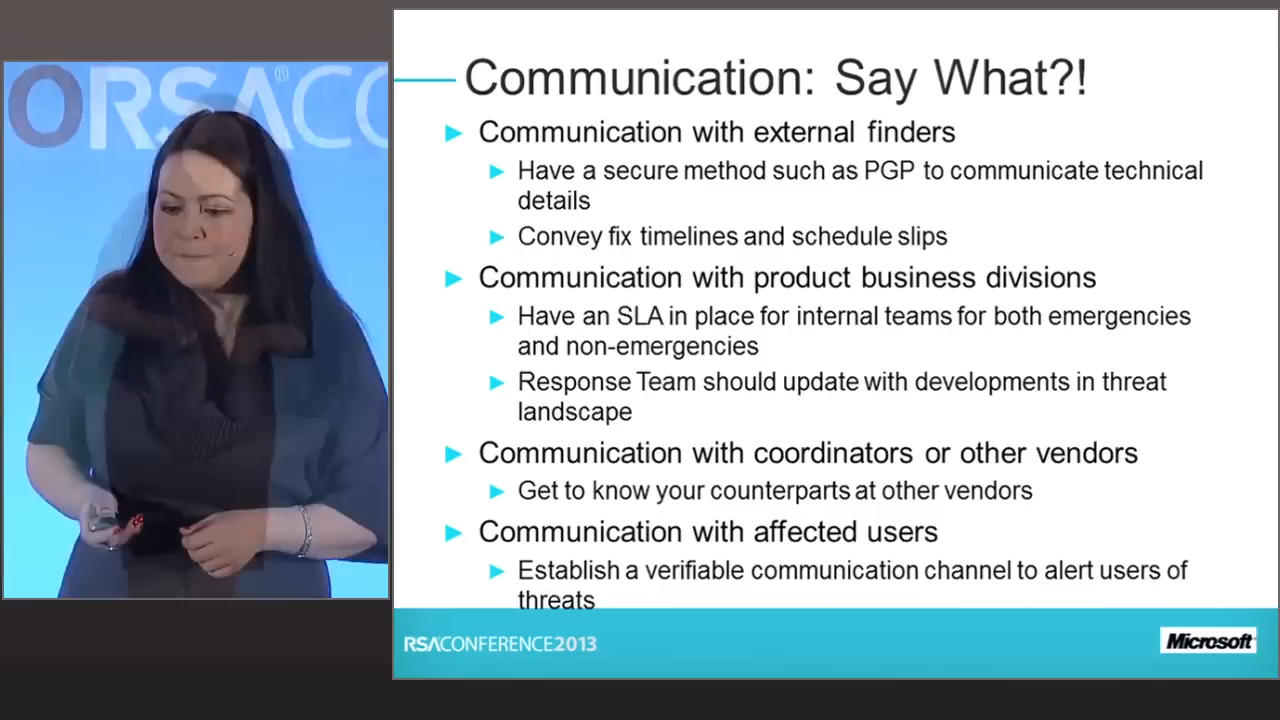 ORSA®CONFE
Communication: Say What?!
Communication with external finders
Have a secure method such as PGP to communicate technical
details
Convey fix timelines and schedule slips
Communication with product business divisions
Have an SLA in place for internal teams for both emergencies
and non-emergencies
Response Team should update with developments in threat
landscape
Communication with coordinators or other vendors
Get to know your counterparts at other vendors
Communication with affected users
Establish a verifiable communication channel to alert users of
threats
RSACONFERENCE2013
Microsoft